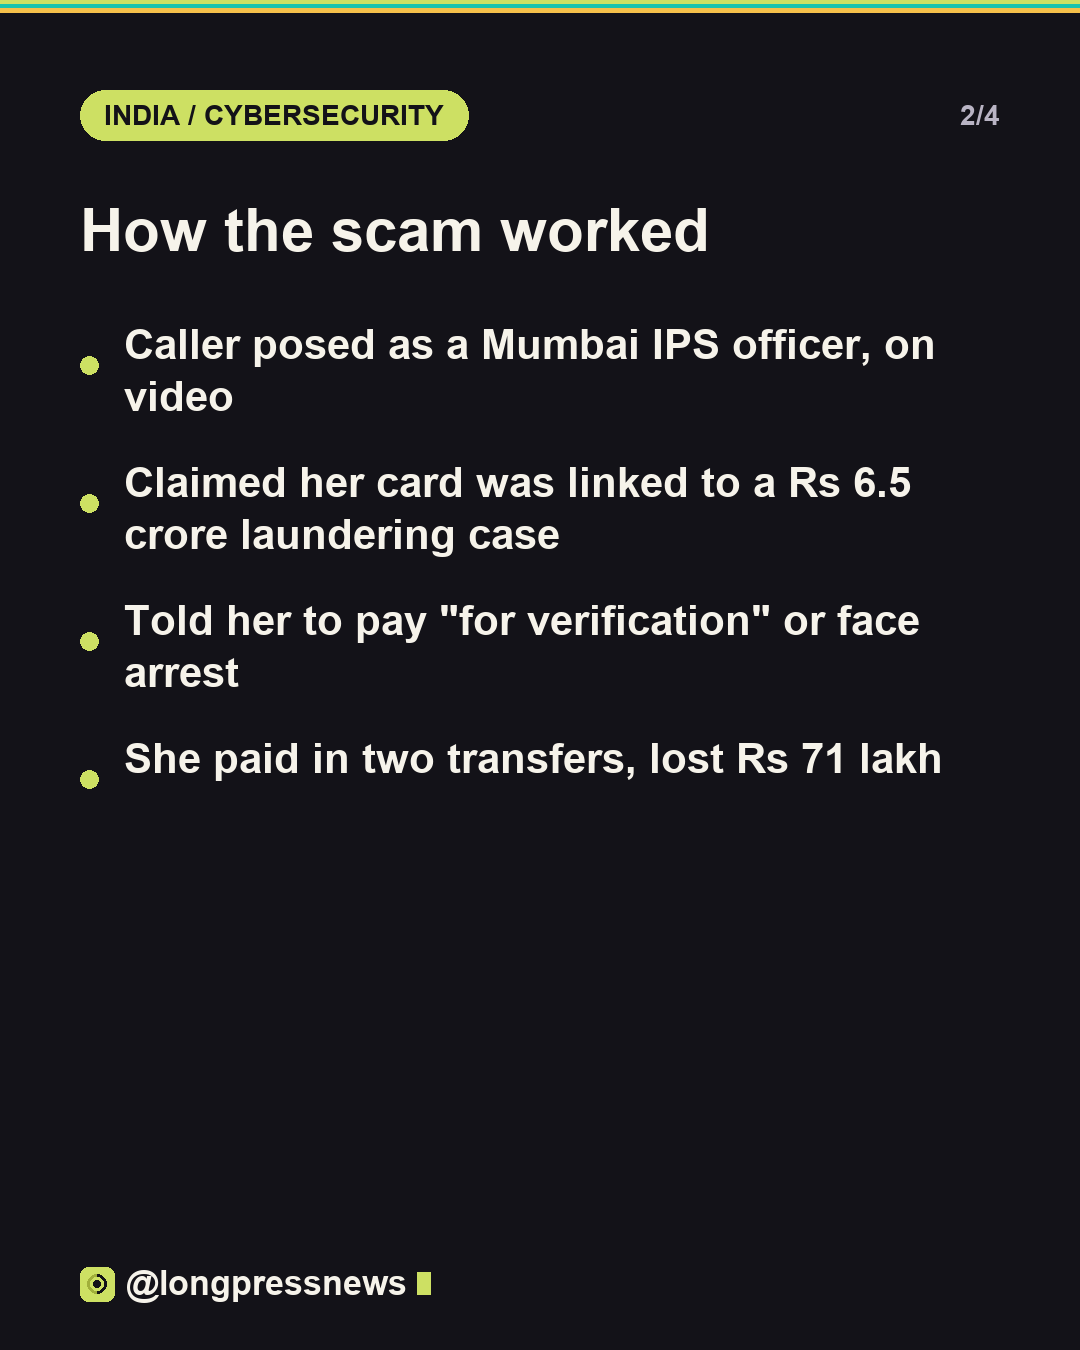 INDIA / CYBERSECURITY
2/4
How the scam worked
Caller posed as a Mumbai IPS officer, on
video
Claimed her card was linked to a Rs 6.5
crore laundering case
Told her to pay "for verification" or face
arrest
She paid in two transfers, lost Rs 71 lakh
@longpressnews